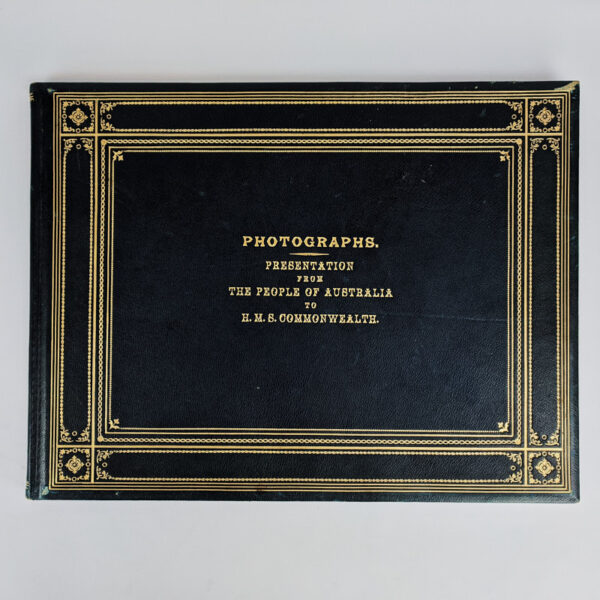 PHOTOGRAPHS.
PRESENTATION
FROM
THE PEOPLE OF AUSTRALIA
TO
H. M. S. COMMONWEALTH.